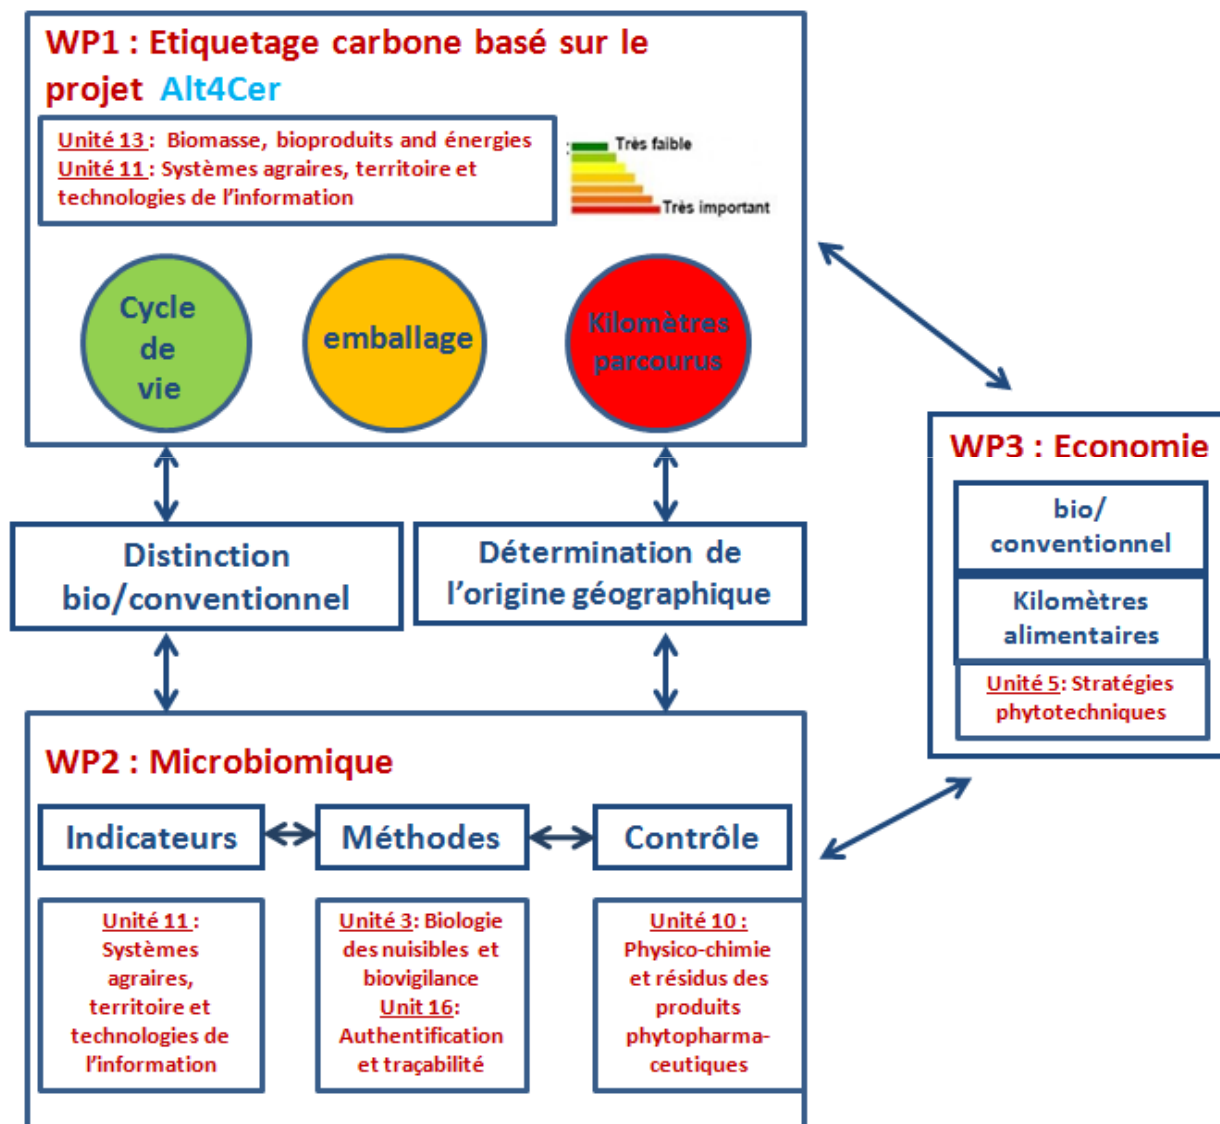 WP1 : Etiquetage carbone basé sur le
projet Alt4Cer
Unité 13 : Biomasse, bioproduits and énergies
Unité 11 : Systèmes agraires, territoire et
technologies de l'information
: Très faible
Très important
Cycle
de
vie
emballage
Kilomètres
parcourus
Distinction
bio/conventionnel
Détermination de
l'origine géographique
WP3 : Economie
bio/
conventionnel
Kilomètres
alimentaires
Unité 5: Stratégies
phytotechniques
WP2 : Microbiomique
Indicateurs
Méthodes
Contrôle
Unité 11 :
Systèmes
agraires,
territoire et
technologies de
l'information
Unité 3: Biologie
des nuisibles et
biovigilance
Unit 16:
Authentification
et traçabilité
Unité 10 :
Physico-chimie
et résidus des
produits
phytopharma-
ceutiques